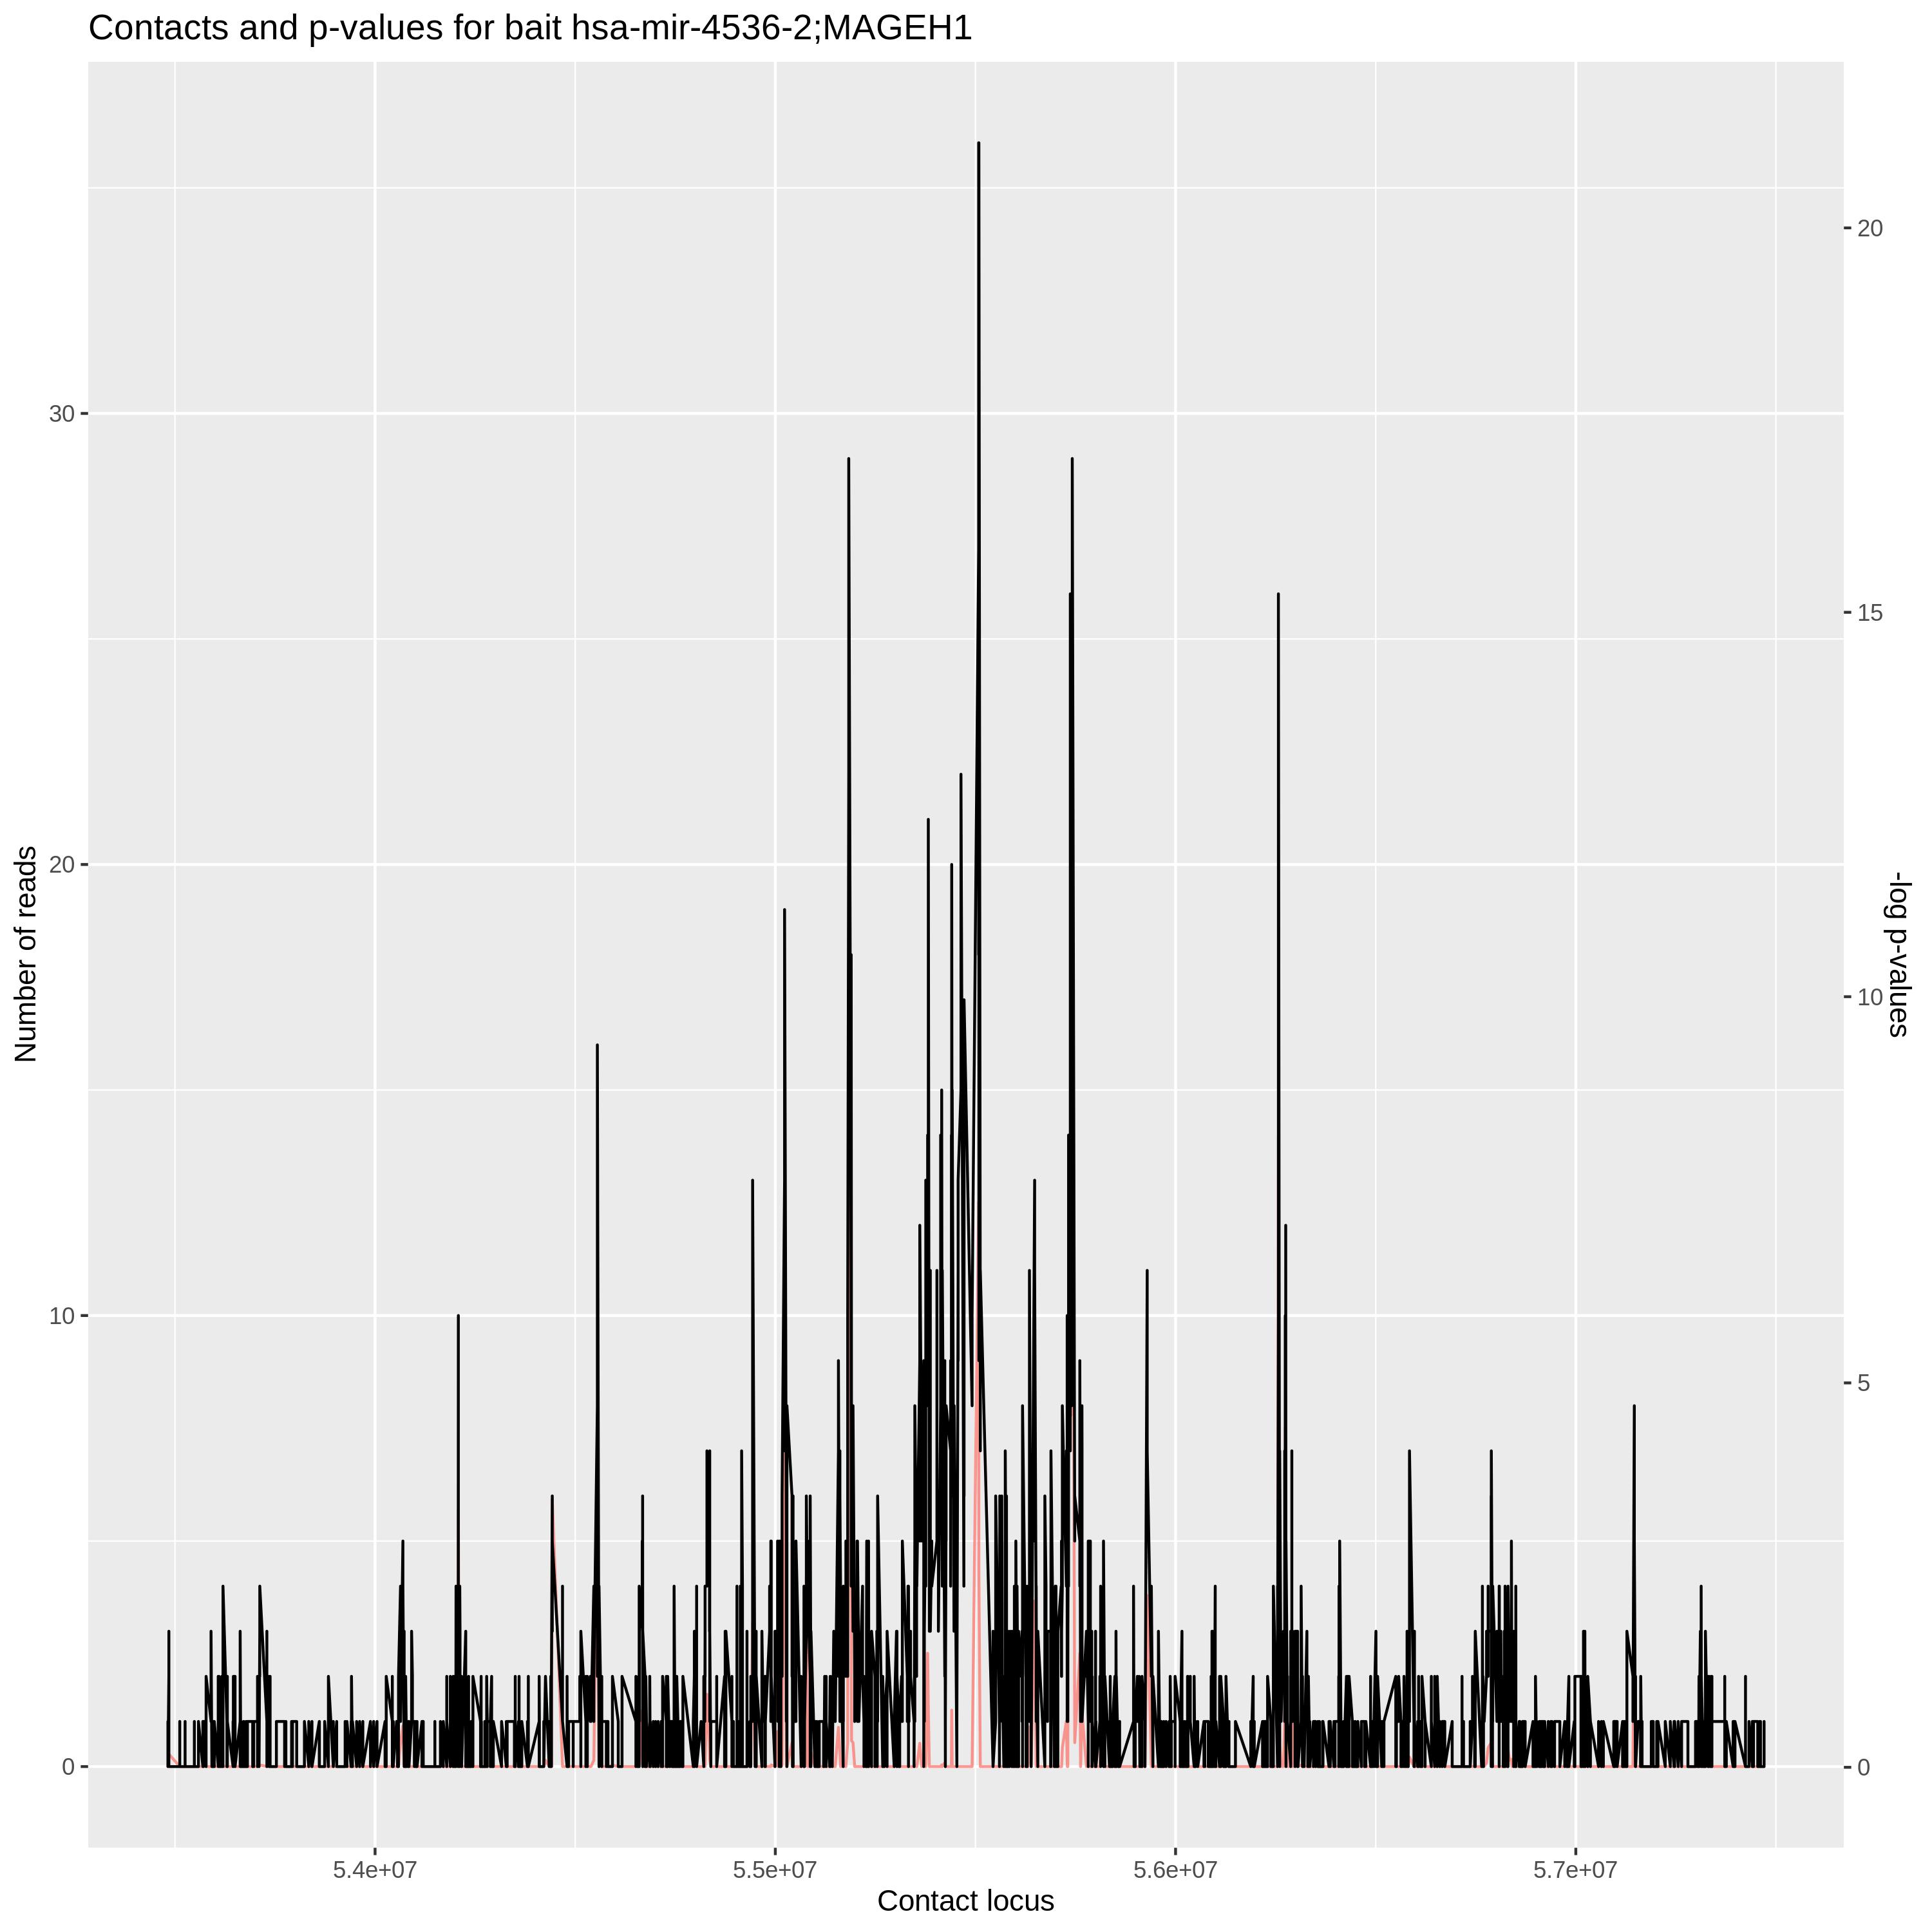 Contacts and p-values for bait hsa-mir-4536-2;MAGEH1
Number of reads
30
20
10
0
20
15
10
5
0
-log p-values
5.4e+07
5.5e+07
5.6e+07
5.7e+07
Contact locus